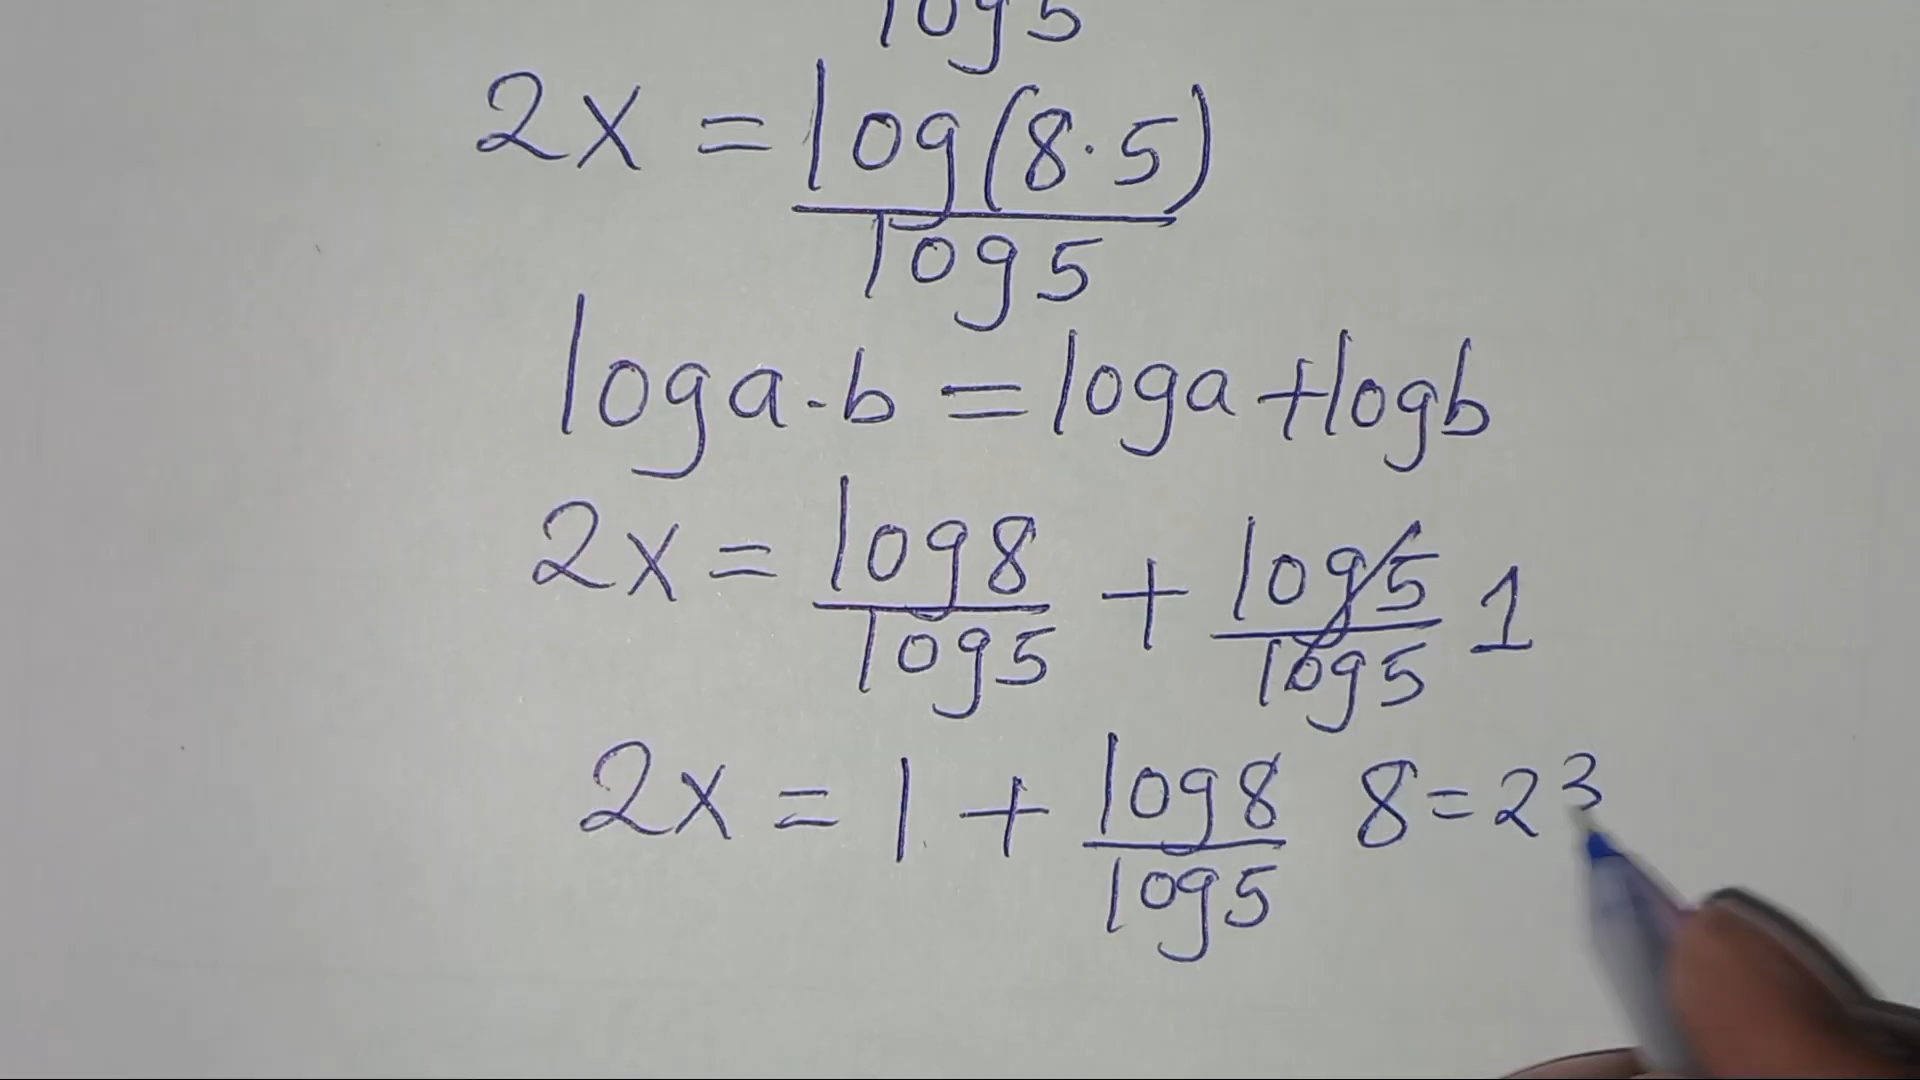 log5
2x = log(8·5)
log5
loga·b = loga + logb
2x = log8 + log5 1
log5 log5
2x = 1 + log8 8=2³
log5